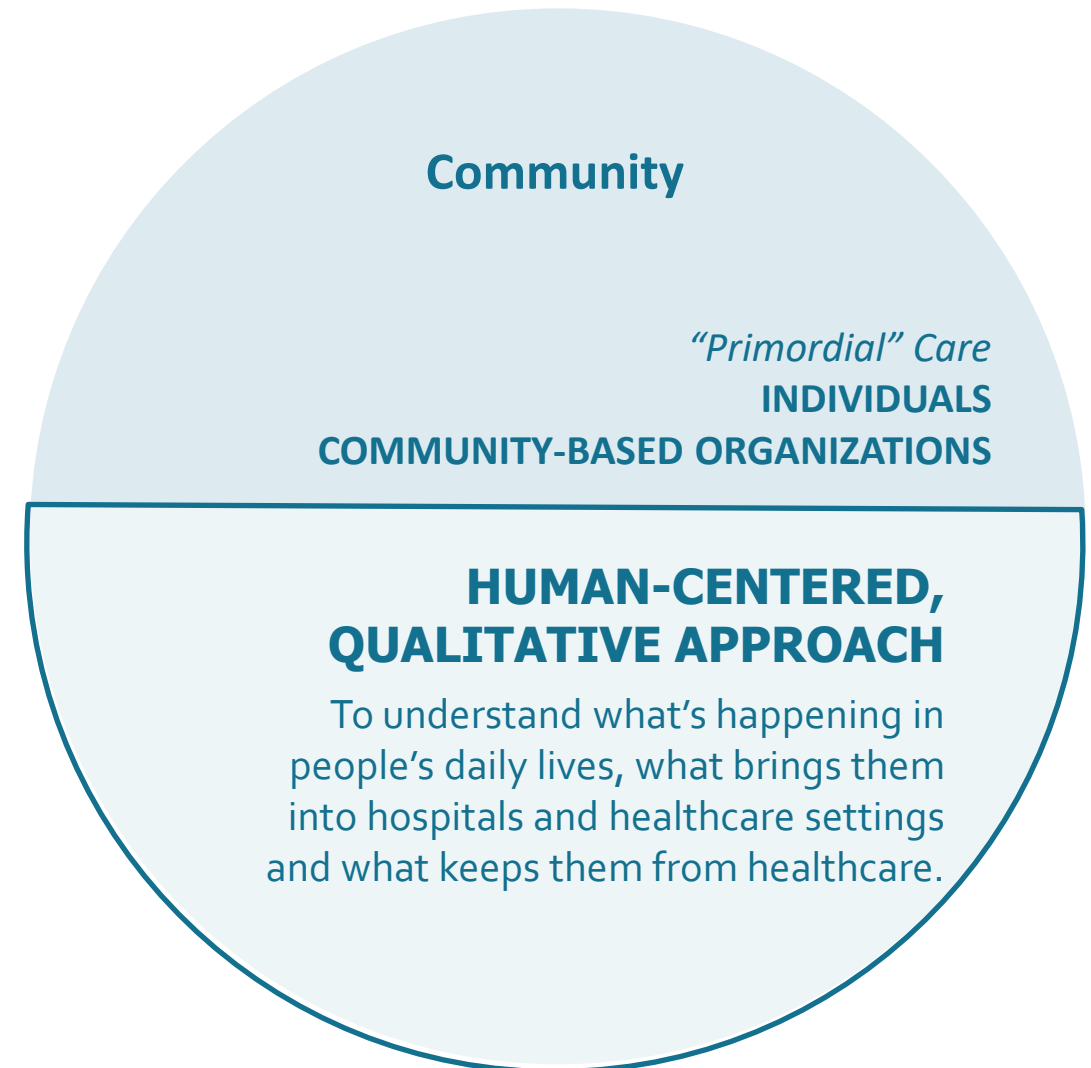 Community
“Primordial” Care
INDIVIDUALS
COMMUNITY-BASED ORGANIZATIONS
HUMAN-CENTERED,
QUALITATIVE APPROACH
To understand what’s happening in
people’s daily lives, what brings them
into hospitals and healthcare settings
and what keeps them from healthcare.